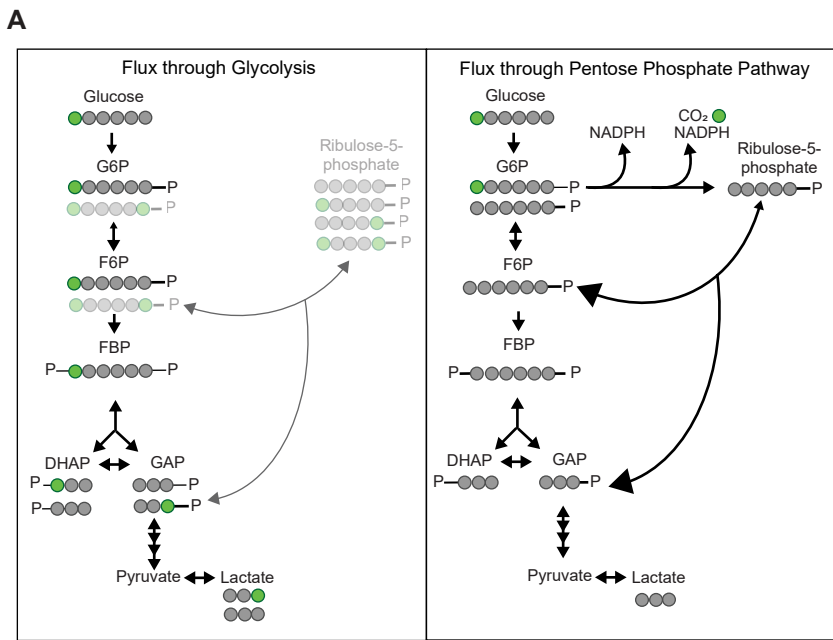 A
Flux through Glycolysis
Glucose
G6P
P
P
Ribulose-5-
phosphate
P
P
P
P
F6P
P
P
FBP
P
P
DHAP
GAP
P
P
P
Pyruvate
Lactate
Flux through Pentose Phosphate Pathway
Glucose
CO₂
NADPH
NADPH
Ribulose-5-
phosphate
G6P
P
P
P
F6P
P
FBP
P
P
DHAP
GAP
P
P
Pyruvate
Lactate